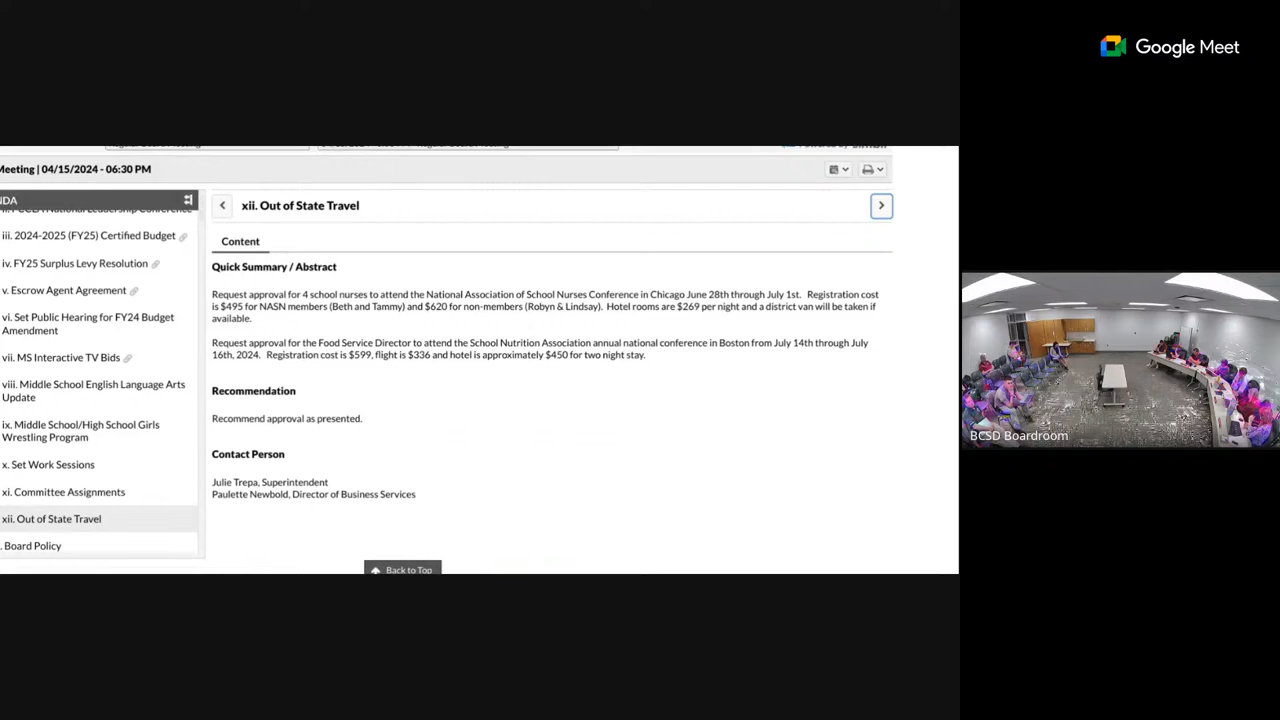 Google Meet
Meeting | 04/15/2024 - 06:30 PM
NDA
xii. Out of State Travel
iii. 2024-2025 (FY25) Certified Budget
iv. FY25 Surplus Levy Resolution
v. Escrow Agent Agreement
vi. Set Public Hearing for FY24 Budget
Amendment
vii. MS Interactive TV Bids
viii. Middle School English Language Arts
Update
ix. Middle School/High School Girls
Wrestling Program
x. Set Work Sessions
xi. Committee Assignments
xii. Out of State Travel
. Board Policy
Content
Quick Summary / Abstract
Request approval for 4 school nurses to attend the National Association of School Nurses Conference in Chicago June 28th through July 1st. Registration cost
is $495 for NASN members (Beth and Tammy) and $620 for non-members (Robyn & Lindsay). Hotel rooms are $269 per night and a district van will be taken if
available.
Request approval for the Food Service Director to attend the School Nutrition Association annual national conference in Boston from July 14th through July
16th, 2024. Registration cost is $599, flight is $336 and hotel is approximately $450 for two night stay.
Recommendation
Recommend approval as presented.
Contact Person
Julie Trepa, Superintendent
Paulette Newbold, Director of Business Services
Back to Top
BCSD Boardroom